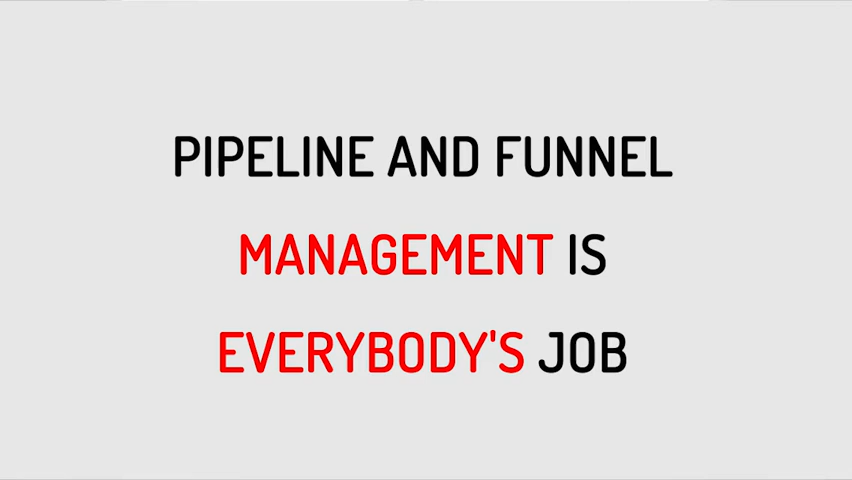 PIPELINE AND FUNNEL
MANAGEMENT IS
EVERYBODY'S JOB